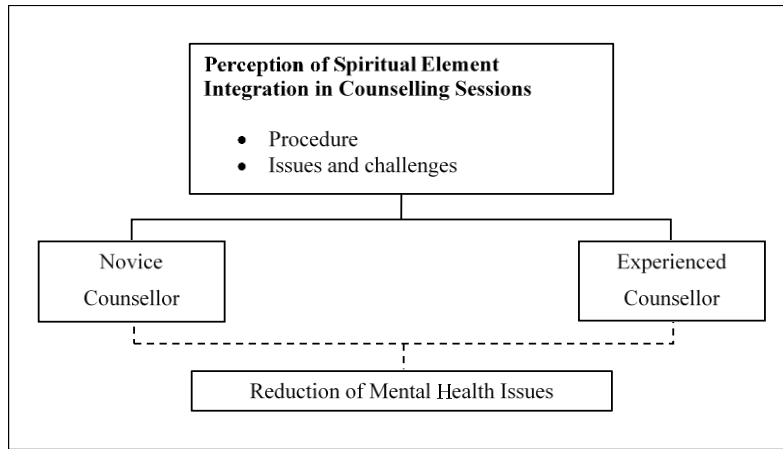 Perception of Spiritual Element
Integration in Counselling Sessions
• Procedure
• Issues and challenges
Novice
Counsellor
Experienced
Counsellor
Reduction of Mental Health Issues